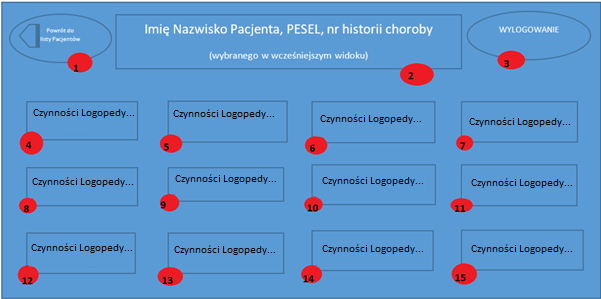 Powrót do
listy Pacjentów
1
Imię Nazwisko Pacjenta, PESEL, nr historii choroby
(wybranego w wcześniejszym widoku)
2
WYLOGOWANIE
3
Czynności Logopedy...
4
Czynności Logopedy...
5
Czynności Logopedy...
6
Czynności Logopedy...
7
Czynności Logopedy...
8
Czynności Logopedy...
9
Czynności Logopedy...
10
Czynności Logopedy...
11
Czynności Logopedy...
12
Czynności Logopedy...
13
Czynności Logopedy...
14
Czynności Logopedy...
15